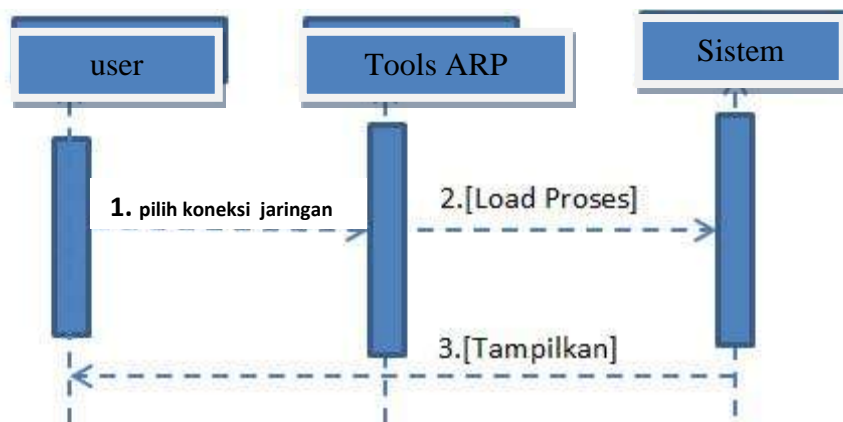 user
Tools ARP
Sistem
1. pilih koneksi jaringan
2.[Load Proses]
3.[Tampilkan]